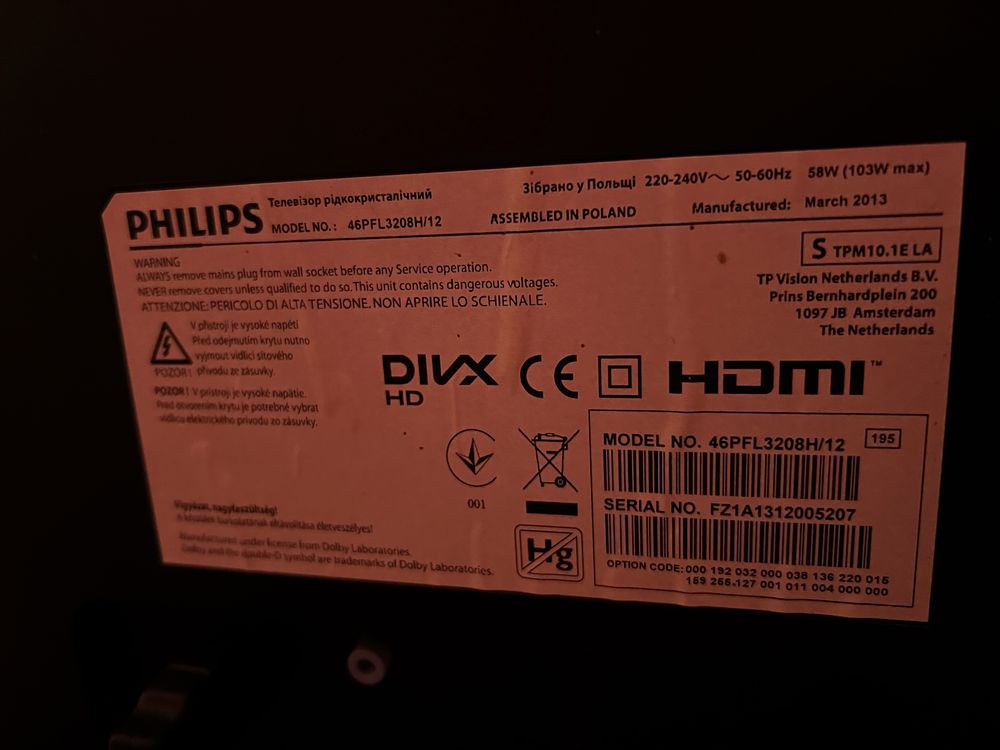 PHILIPS
Телевізор рідкокристалічний
MODEL NO.: 46PFL3208H/12
Зібрано у Польщі 220-240V~ 50-60Hz 58W (103W max)
ASSEMBLED IN POLAND Manufactured: March 2013
S TPM10.1E LA
TP Vision Netherlands B.V.
Prins Bernhardplein 200
1097 JB Amsterdam
The Netherlands
WARNING
ALWAYS remove mains plug from wall socket before any Service operation.
NEVER remove covers unless qualified to do so. This unit contains dangerous voltages.
ATTENZIONE: PERICOLO DI ALTA TENSIONE. NON APRIRE LO SCHIENALE.
V přístroji je vysoké napětí
Před odejmutím krytu nutno
vyjmout vidlici síťového
POZOR! přívodu ze zásuvky.
POZOR! V prístroji je vysoké napätie.
Pred otvorením krytu je potrebné vybrat
vidlicu elektrického prívodu zo zásuvky.
DIVX
HD
CE
HDMI™
001
Hg
MODEL NO. 46PFL3208H/12 195
SERIAL NO. FZ1A1312005207
OPTION CODE: 000 192 032 000 038 136 220 015
159 255.127 001 011 004 000 000
Vigyázat, nagyfeszültség!
A készülék burkolatának eltávolítása életveszélyes!
Manufactured under license from Dolby Laboratories.
Dolby and the double-D symbol are trademarks of Dolby Laboratories.